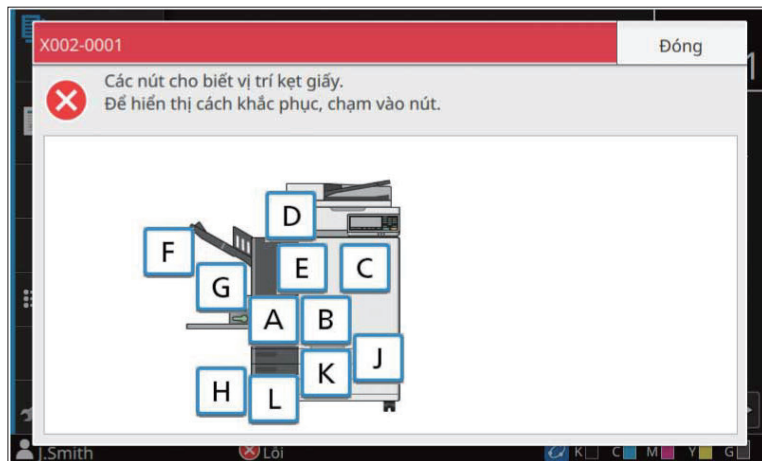 X002-0001
Đóng
1
Các nút cho biết vị trí kẹt giấy.
Để hiển thị cách khắc phục, chạm vào nút.
D
F
E
C
G
A
B
J
K
H
L
J.Smith
Lỗi
K
C
M
Y
G